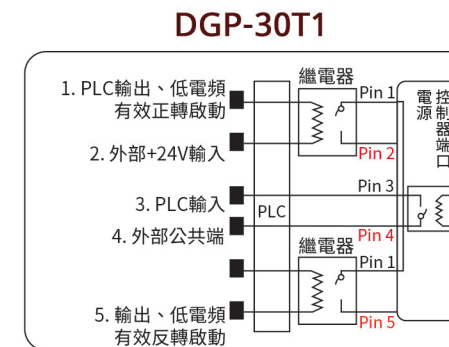 DGP-30T1
1. PLC輸出、低電頻
有效正轉啟動
2. 外部+24V輸入
3. PLC輸入
4. 外部公共端
5. 輸出、低電頻
有效反轉啟動
PLC
繼電器
Pin 1
Pin 2
Pin 3
Pin 4
繼電器
Pin 1
Pin 5
控制器端口
電源